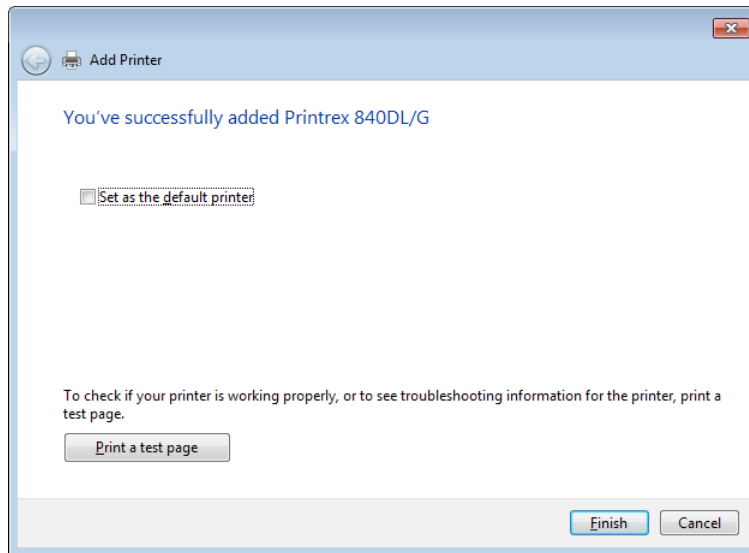 Add Printer
You've successfully added Printrex 840DL/G
Set as the default printer
To check if your printer is working properly, or to see troubleshooting information for the printer, print a
test page.
Print a test page
Finish Cancel